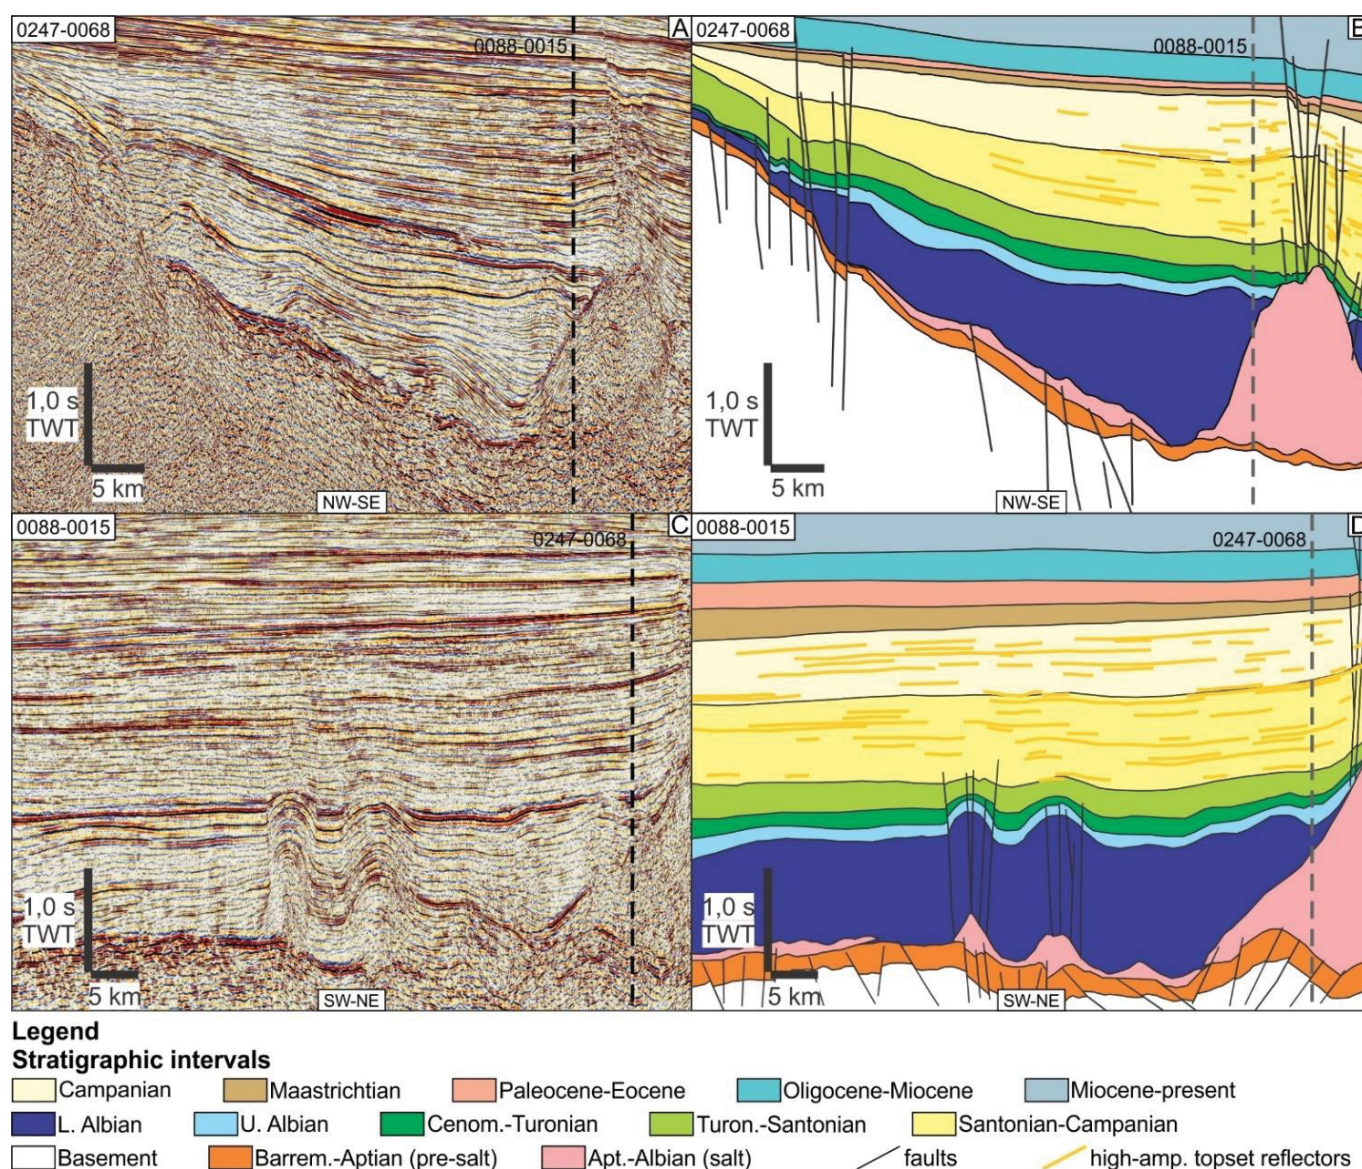 0247-0068
A
0088-0015
1,0 s
TWT
5 km
NW-SE
0247-0068
B
0088-0015
1,0 s
TWT
5 km
NW-SE
0088-0015
C
0247-0068
1,0 s
TWT
5 km
SW-NE
0088-0015
D
0247-0068
1,0 s
TWT
5 km
SW-NE
Legend
Stratigraphic intervals
Campanian Maastrichtian Paleocene-Eocene Oligocene-Miocene Miocene-present
L. Albian U. Albian Cenom.-Turonian Turon.-Santonian Santonian-Campanian
Basement Barrem.-Aptian (pre-salt) Apt.-Albian (salt) faults high-amp. topset reflectors